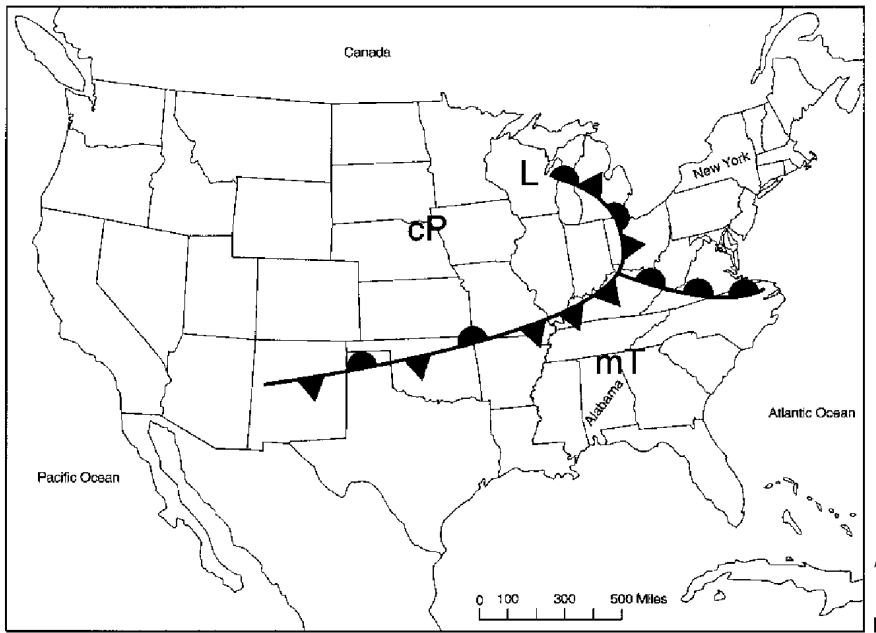 Canada
New York
L
cP
mT
Alabama
Atlantic Ocean
Pacific Ocean
0 100 300 500 Miles